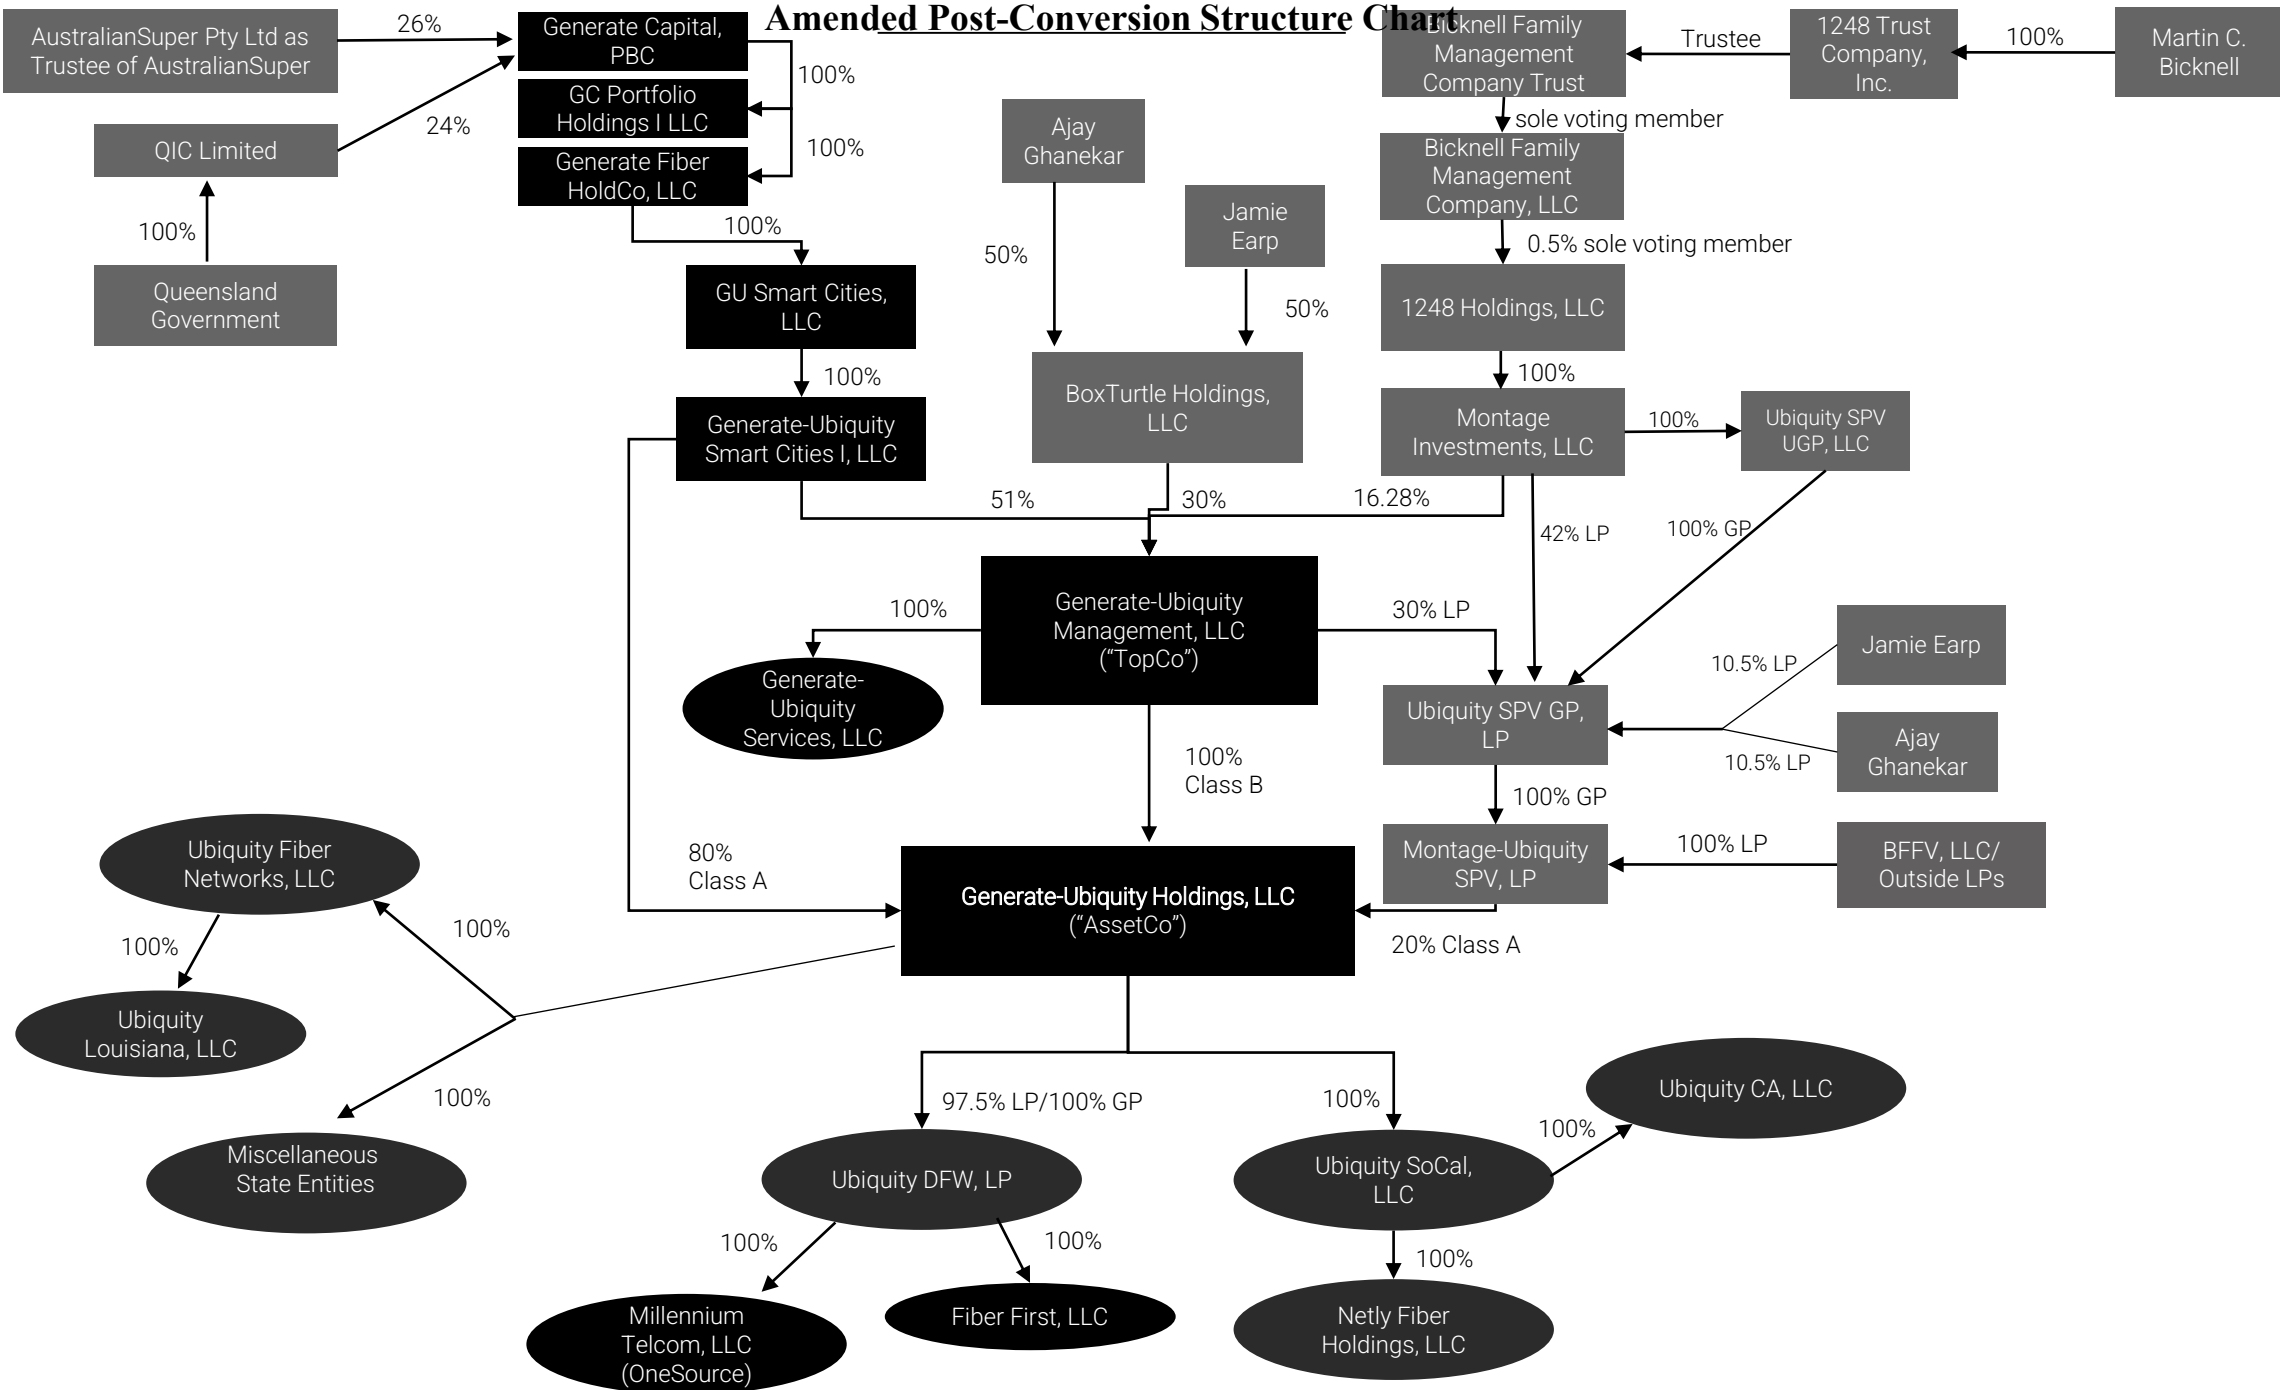 Amended Post-Conversion Structure Chart
AustralianSuper Pty Ltd as
Trustee of AustralianSuper
26%
Generate Capital,
PBC
100%
GC Portfolio
Holdings I LLC
100%
Generate Fiber
HoldCo, LLC
QIC Limited
24%
100%
Queensland
Government
100%
GU Smart Cities,
LLC
100%
Generate-Ubiquity
Smart Cities I, LLC
Ajay
Ghanekar
50%
Jamie
Earp
50%
BoxTurtle Holdings,
LLC
Bicknell Family
Management
Company Trust
Trustee
1248 Trust
Company,
Inc.
100%
Martin C.
Bicknell
sole voting member
Bicknell Family
Management
Company, LLC
0.5% sole voting member
1248 Holdings, LLC
100%
Montage
Investments, LLC
100%
Ubiquity SPV
UGP, LLC
51%
30%
16.28%
42% LP
100% GP
Generate-Ubiquity
Management, LLC
(“TopCo”)
100%
Generate-
Ubiquity
Services, LLC
30% LP
Ubiquity SPV GP,
LP
10.5% LP
Jamie Earp
10.5% LP
Ajay
Ghanekar
100%
Class B
100% GP
Montage-Ubiquity
SPV, LP
100% LP
BFFV, LLC/
Outside LPs
80%
Class A
Generate-Ubiquity Holdings, LLC
(“AssetCo”)
20% Class A
Ubiquity Fiber
Networks, LLC
100%
100%
Ubiquity
Louisiana, LLC
100%
Miscellaneous
State Entities
97.5% LP/100% GP
Ubiquity DFW, LP
100%
Ubiquity SoCal,
LLC
100%
Ubiquity CA, LLC
100%
Millennium
Telcom, LLC
(OneSource)
100%
Fiber First, LLC
100%
Netly Fiber
Holdings, LLC